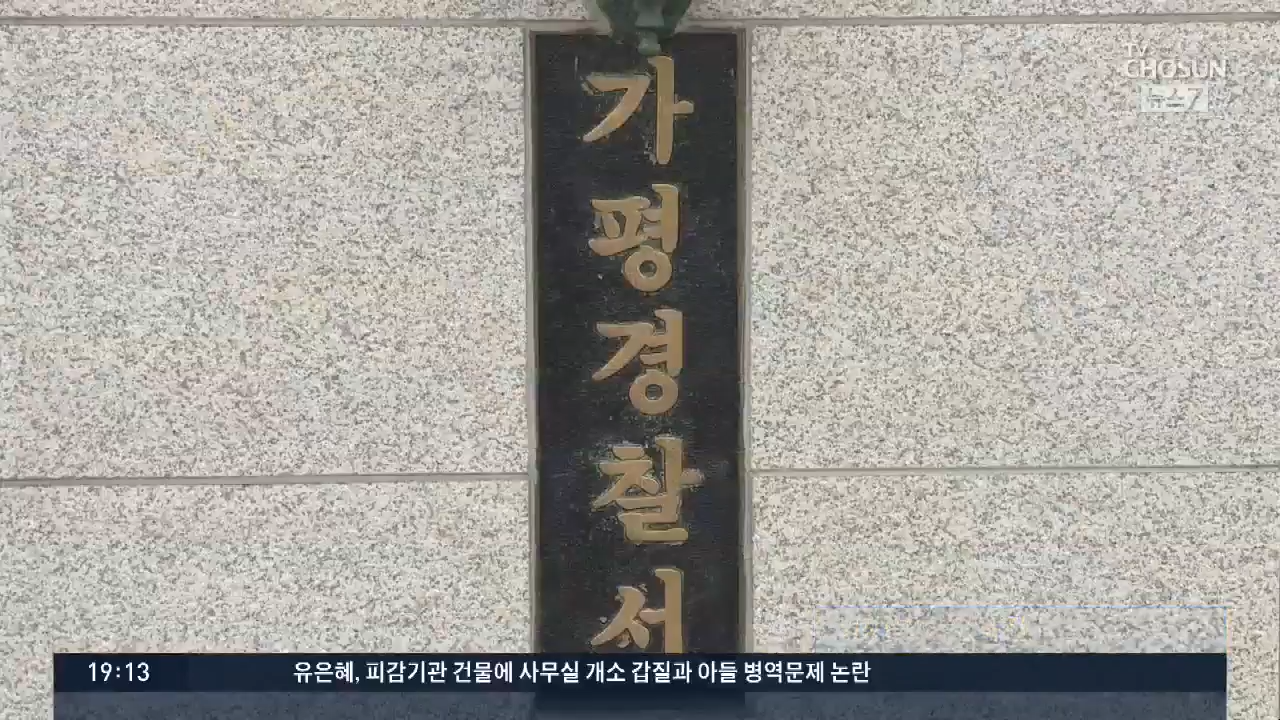 가평경찰서
TV
CHOSUN
뉴스7
19:13
유은혜, 피감기관 건물에 사무실 개소 갑질과 아들 병역문제 논란